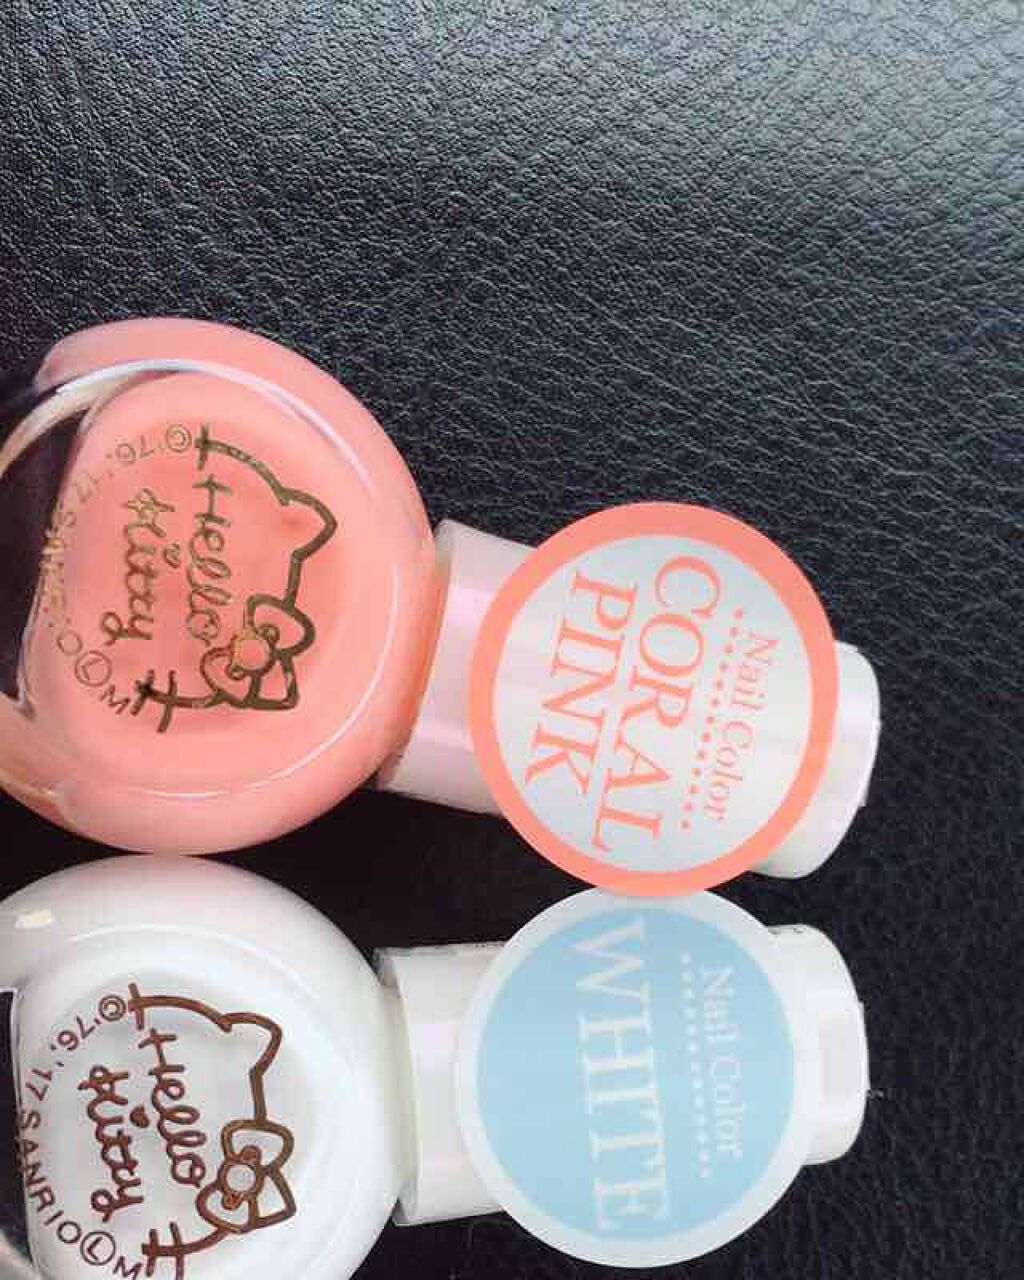 Hello
Kitty
©'76,'17 SANRIO Ⓛ M
Nail Color
CORAL
PINK
Hello
Kitty
©'76,'17 SANRIO Ⓛ M
Nail Color
WHITE